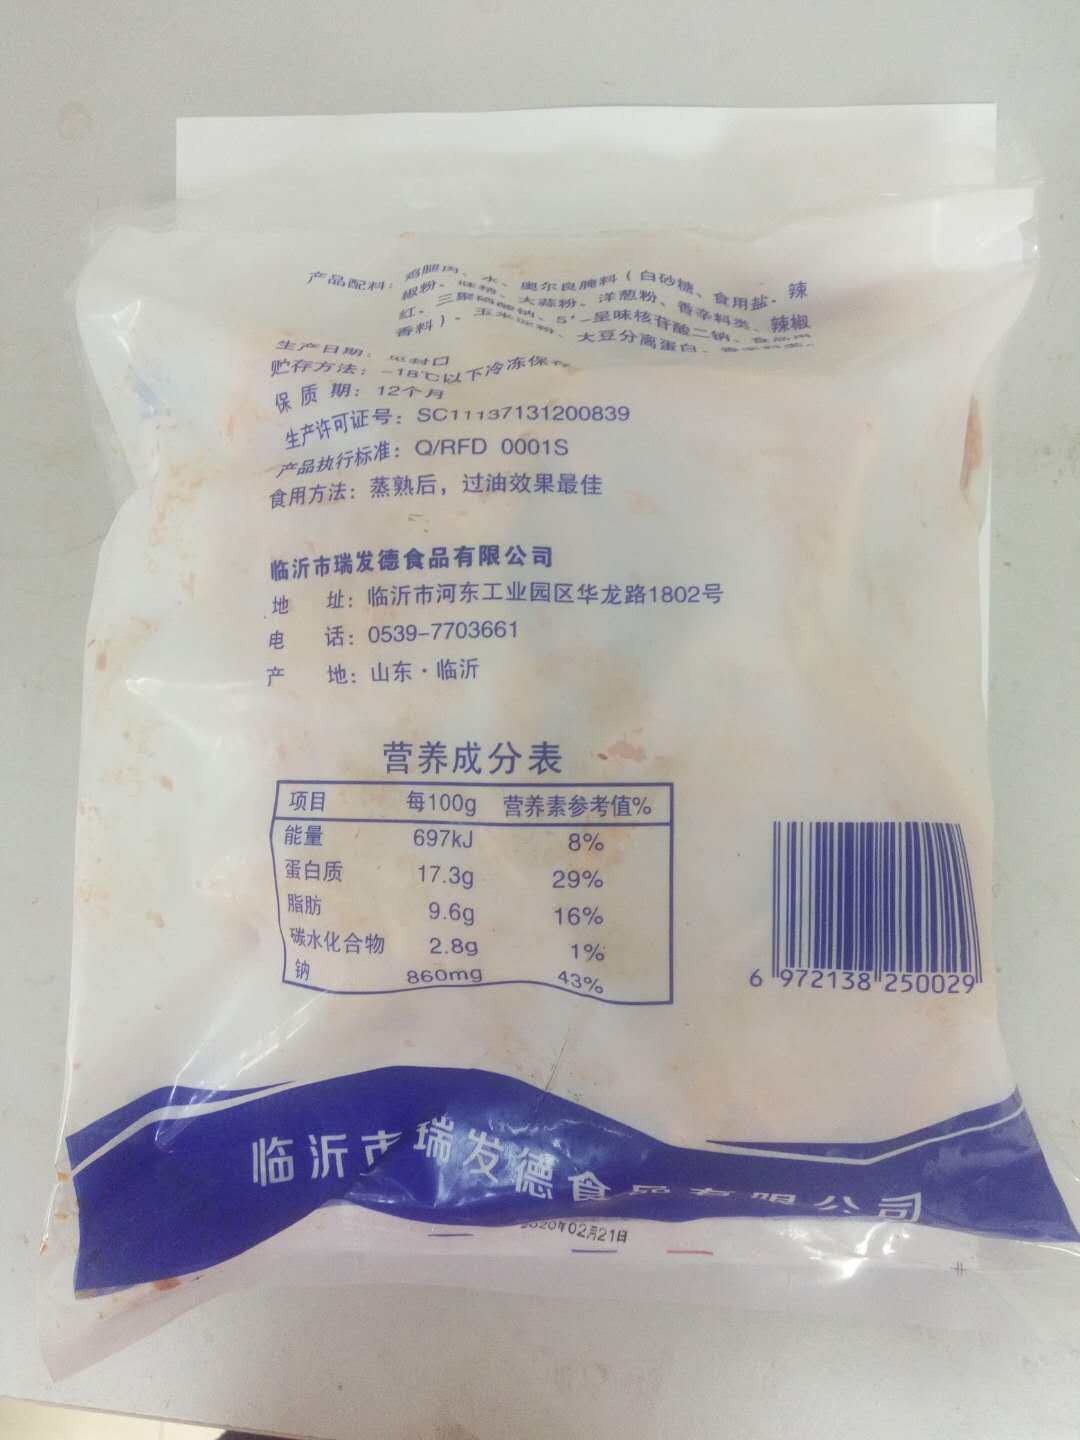 产品配料：鸡腿肉、水、奥尔良腌料（白砂糖、食用盐、辣
椒粉、味精、大蒜粉、洋葱粉、香辛料类、辣椒
红、三聚磷酸钠、5'-呈味核苷酸二钠、食品用
香料）、玉米淀粉、大豆分离蛋白、香辛料类。
生产日期：见封口
贮存方法：-18℃以下冷冻保存
保质期：12个月
生产许可证号：SC11137131200839
产品执行标准：Q/RFD 0001S
食用方法：蒸熟后，过油效果最佳
临沂市瑞发德食品有限公司
地 址：临沂市河东工业园区华龙路1802号
电 话：0539-7703661
产 地：山东·临沂
营养成分表
项目 每100g 营养素参考值%
能量 697kJ 8%
蛋白质 17.3g 29%
脂肪 9.6g 16%
碳水化合物 2.8g 1%
钠 860mg 43%
6 972138 250029
临沂市瑞发德食品有限公司
2020年02月21日